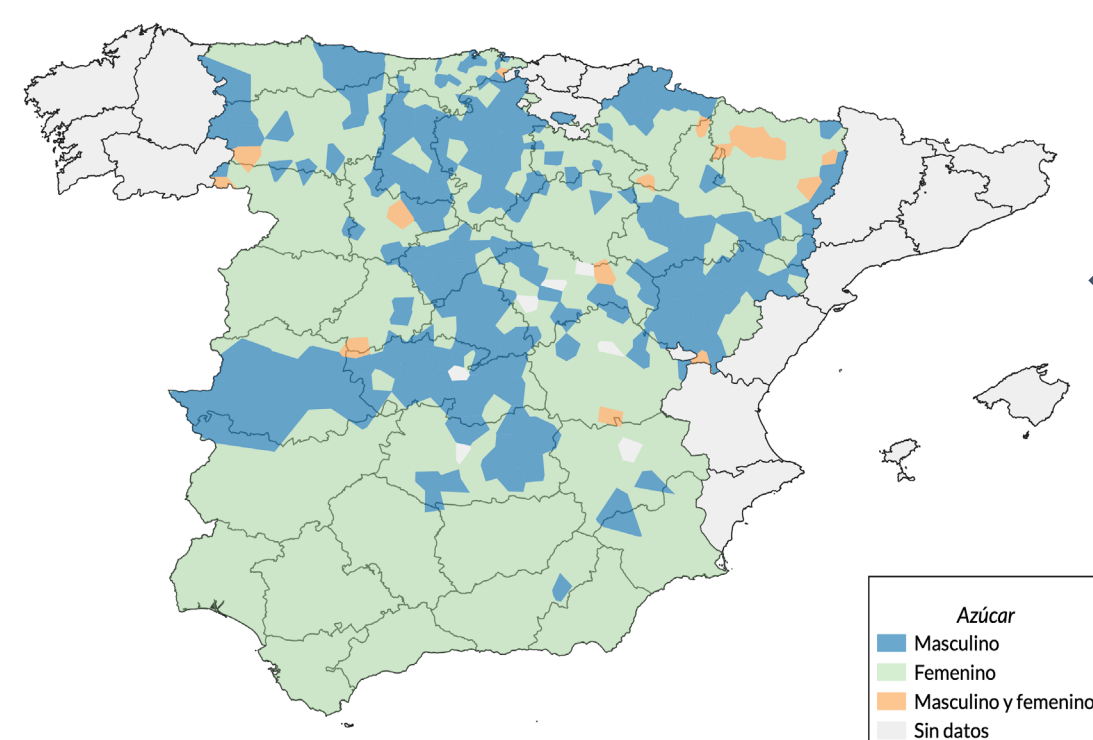 Azúcar
Masculino
Femenino
Masculino y femenino
Sin datos